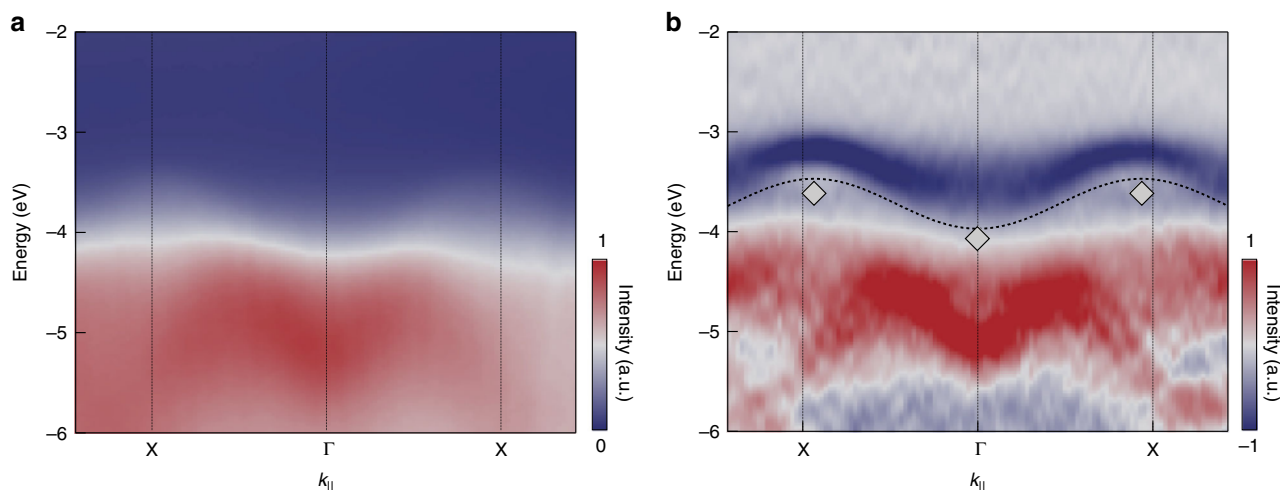 a
−2
−3
−4
−5
−6
Energy (eV)
X
Γ
X
k||
1
0
Intensity (a.u.)
b
−2
−3
−4
−5
−6
Energy (eV)
X
Γ
X
k||
1
−1
Intensity (a.u.)